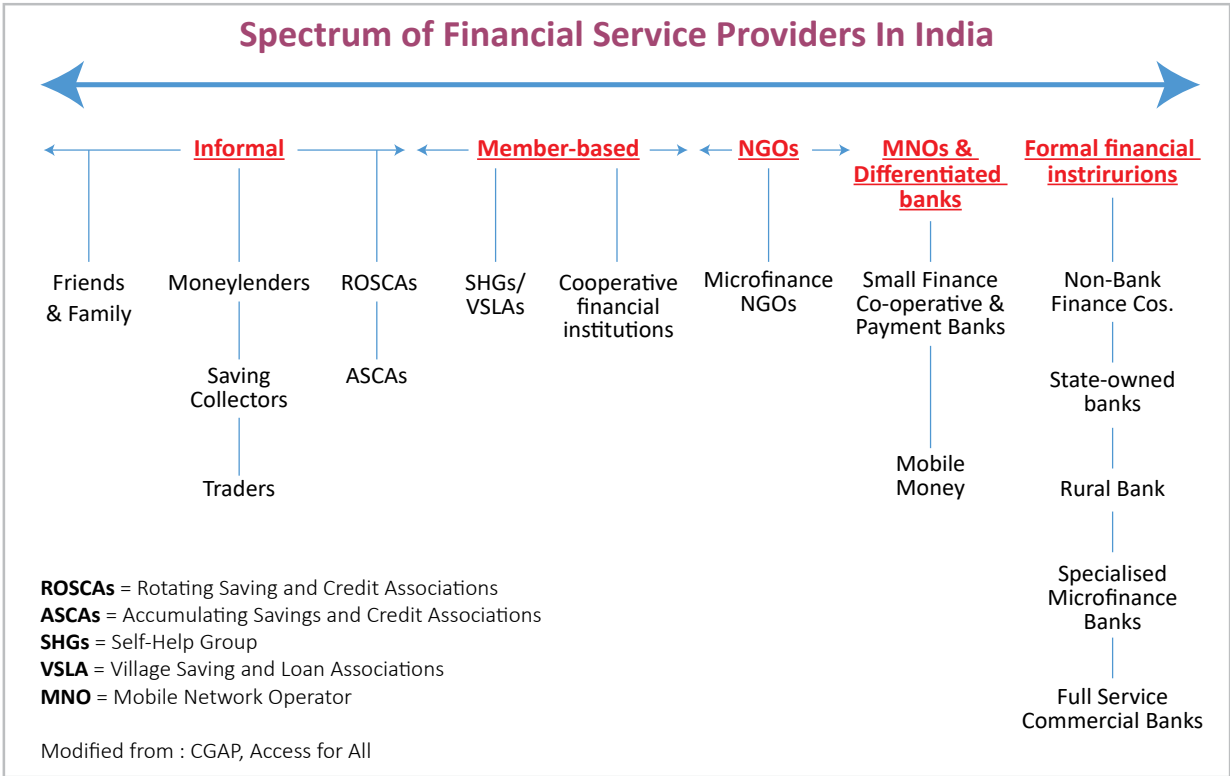 Spectrum of Financial Service Providers In India
Informal
Member-based
NGOs
MNOs &
Differentiated
banks
Formal financial
instrirurions
Friends
& Family
Moneylenders
Saving
Collectors
Traders
ROSCAs
ASCAs
SHGs/
VSLAs
Cooperative
financial
institutions
Microfinance
NGOs
Small Finance
Co-operative &
Payment Banks
Mobile
Money
Non-Bank
Finance Cos.
State-owned
banks
Rural Bank
Specialised
Microfinance
Banks
Full Service
Commercial Banks
ROSCAs = Rotating Saving and Credit Associations
ASCAs = Accumulating Savings and Credit Associations
SHGs = Self-Help Group
VSLA = Village Saving and Loan Associations
MNO = Mobile Network Operator
Modified from : CGAP, Access for All